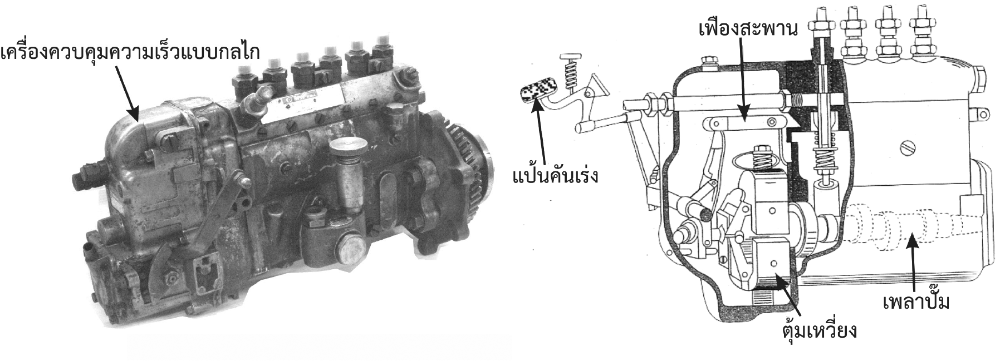 เครื่องควบคุมความเร็วแบบกลไก
เฟืองสะพาน
แป้นคันเร่ง
เพลาปั๊ม
ตุ้มเหวี่ยง